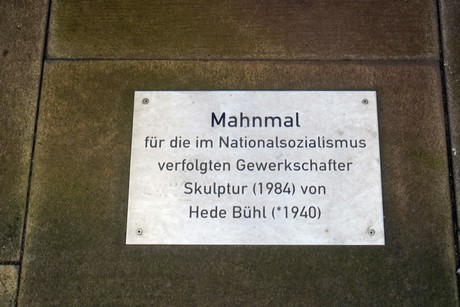 Mahnmal
für die im Nationalsozialismus
verfolgten Gewerkschafter
Skulptur (1984) von
Hede Bühl (*1940)